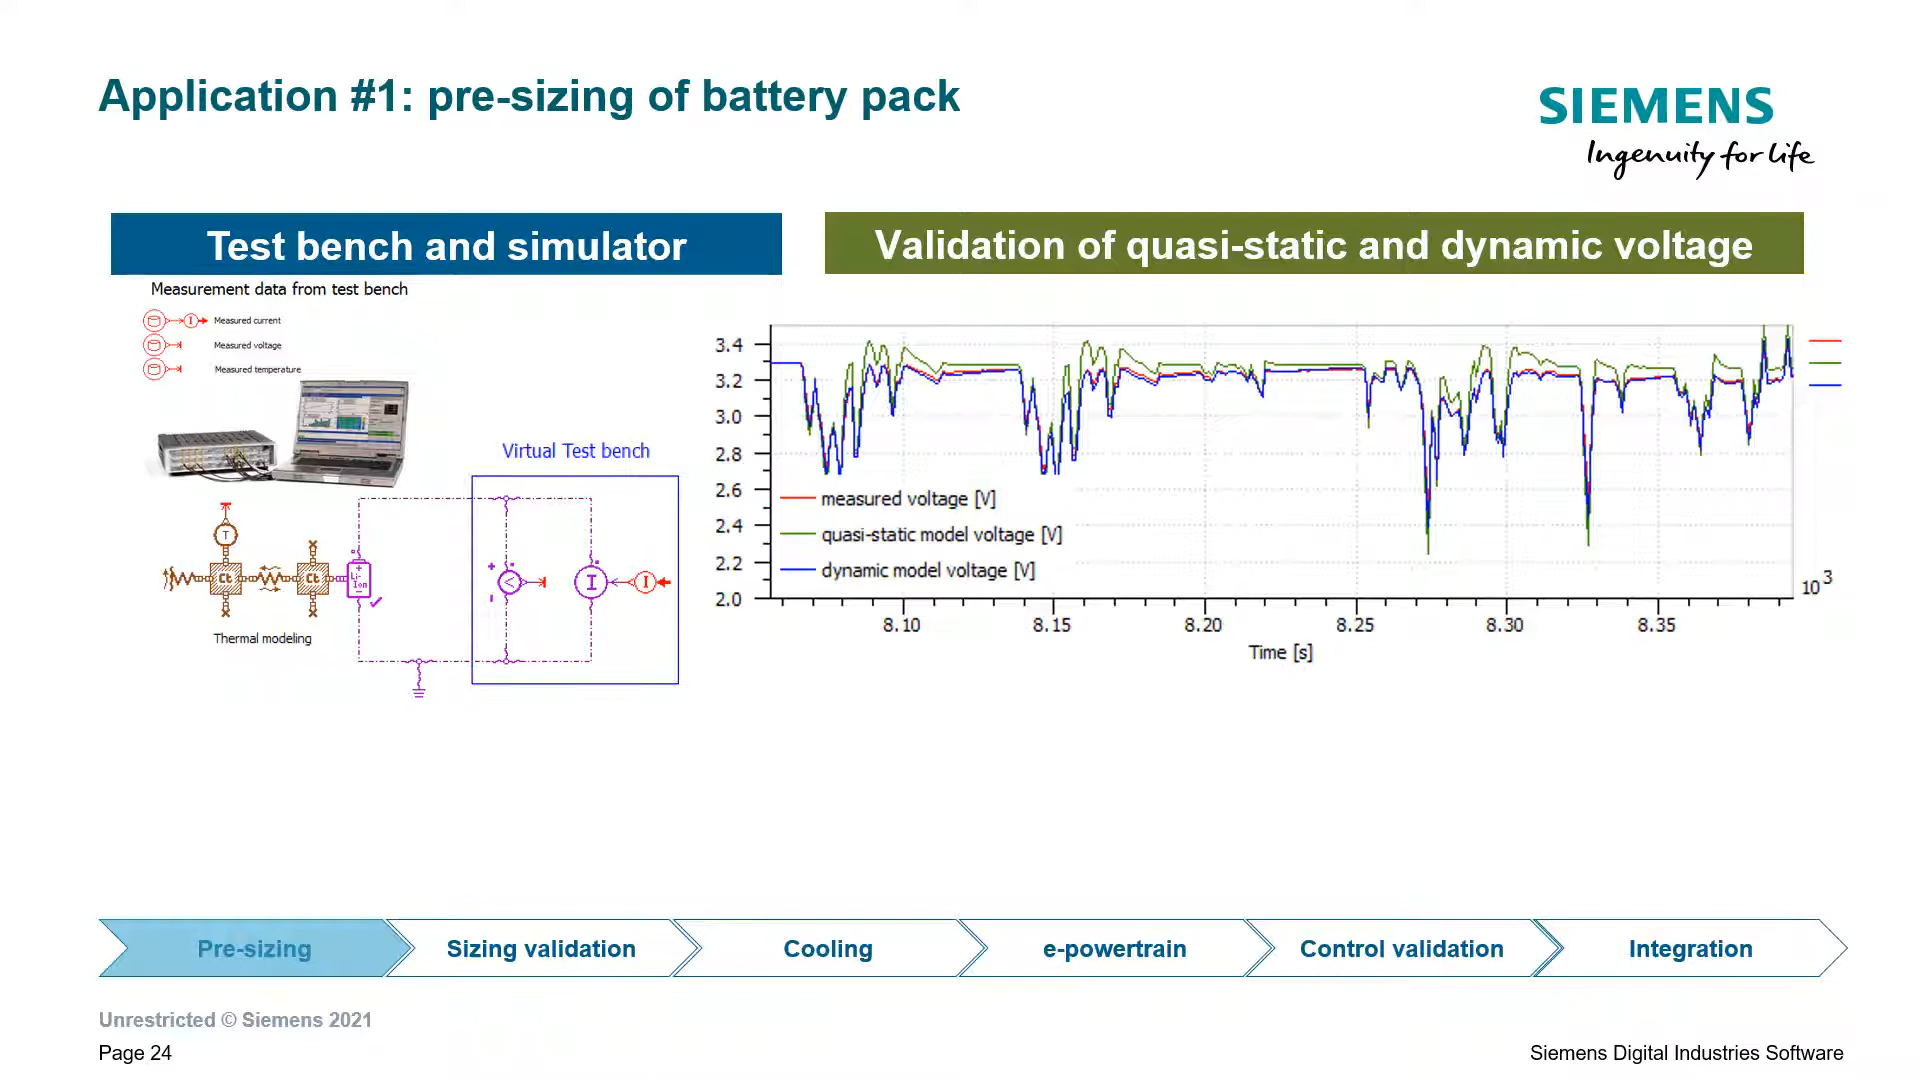 Application #1: pre-sizing of battery pack
SIEMENS
Ingenuity for life
Test bench and simulator
Validation of quasi-static and dynamic voltage
Measurement data from test bench
I
Measured current
Measured voltage
Measured temperature
Virtual Test bench
T
Ct
Ct
+
Li-
Ion
−
+
−
<
I
I
Thermal modeling
3.4
3.2
3.0
2.8
2.6
2.4
2.2
2.0
measured voltage [V]
quasi-static model voltage [V]
dynamic model voltage [V]
10³
8.10
8.15
8.20
8.25
8.30
8.35
Time [s]
Pre-sizing
Sizing validation
Cooling
e-powertrain
Control validation
Integration
Unrestricted © Siemens 2021
Page 24
Siemens Digital Industries Software